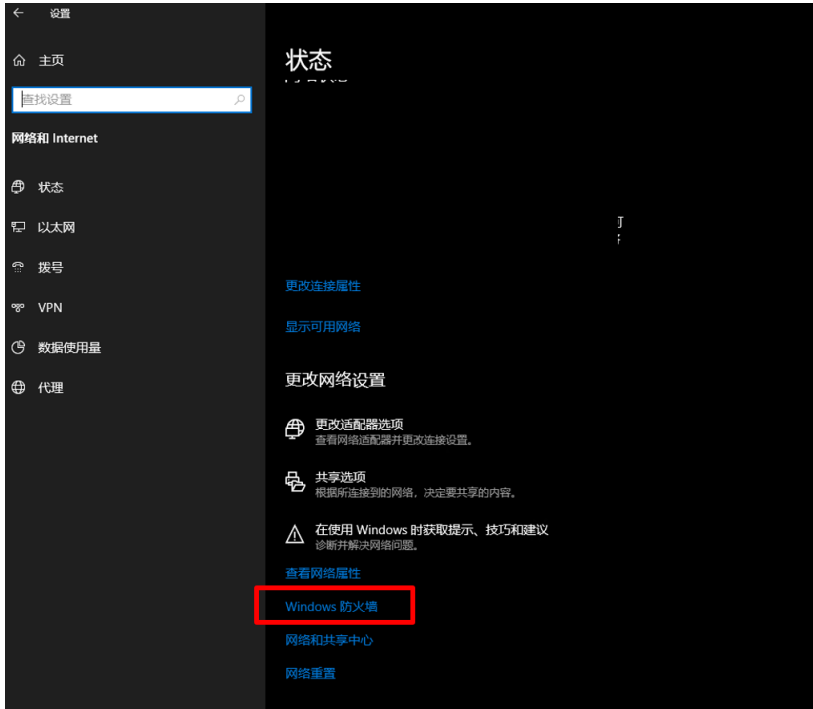 设置
主页
查找设置
网络和 Internet
状态
以太网
拨号
VPN
数据使用量
代理
状态
更改连接属性
显示可用网络
更改网络设置
更改适配器选项
查看网络适配器并更改连接设置。
共享选项
根据所连接到的网络，决定要共享的内容。
在使用 Windows 时获取提示、技巧和建议
诊断并解决网络问题。
查看网络属性
Windows 防火墙
网络和共享中心
网络重置